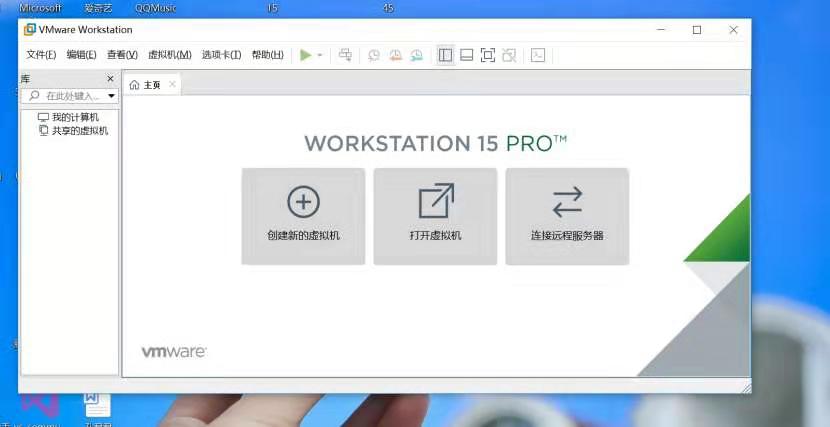 Microsoft 爱奇艺 QQMusic 15 45
VMware Workstation
文件(F) 编辑(E) 查看(V) 虚拟机(M) 选项卡(T) 帮助(H)
库
主页
在此处键入...
我的计算机
共享的虚拟机
WORKSTATION 15 PRO™
创建新的虚拟机 打开虚拟机 连接远程服务器
vmware